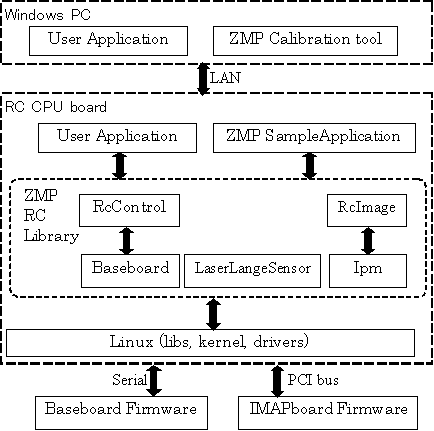 Windows PC
User Application
ZMP Calibration tool
LAN
RC CPU board
User Application
ZMP SampleApplication
ZMP
RC
Library
RcControl
RcImage
Baseboard
LaserLangeSensor
Ipm
Linux (libs, kernel, drivers)
Serial
PCI bus
Baseboard Firmware
IMAPboard Firmware